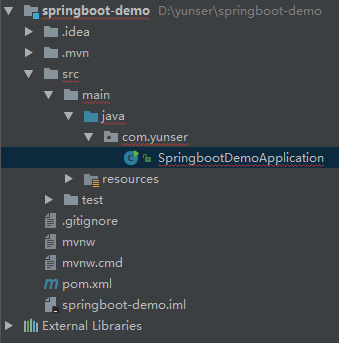 springboot-demo D:\yunser\springboot-demo
.idea
.mvn
src
main
java
com.yunser
SpringbootDemoApplication
resources
test
.gitignore
mvnw
mvnw.cmd
pom.xml
springboot-demo.iml
External Libraries